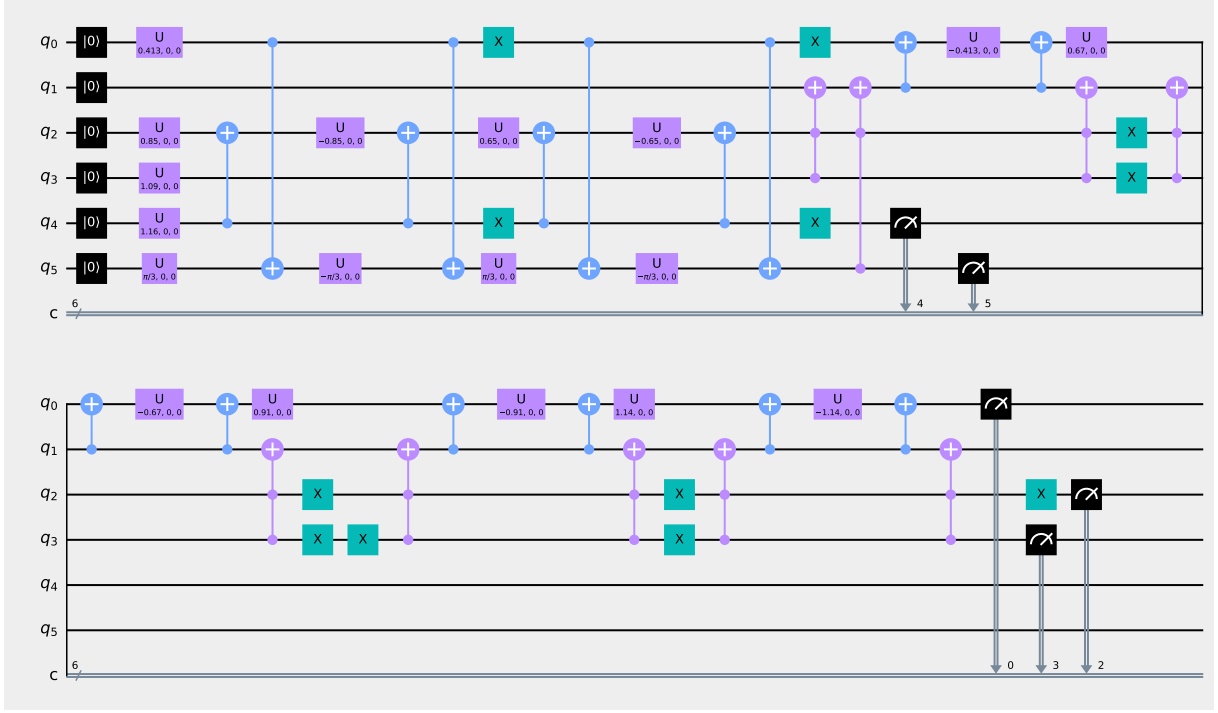 q0 |0⟩ U 0.413, 0, 0 X X U −0.413, 0, 0 U 0.67, 0, 0
q1 |0⟩
q2 |0⟩ U 0.85, 0, 0 U −0.85, 0, 0 U 0.65, 0, 0 U −0.65, 0, 0 X
q3 |0⟩ U 1.09, 0, 0 X
q4 |0⟩ U 1.16, 0, 0 X X
q5 |0⟩ U π/3, 0, 0 U −π/3, 0, 0 U π/3, 0, 0 U −π/3, 0, 0
c 6 4 5
q0 U −0.67, 0, 0 U 0.91, 0, 0 U −0.91, 0, 0 U 1.14, 0, 0 U −1.14, 0, 0
q1
q2 X X X
q3 X X X
q4
q5
c 6 0 3 2